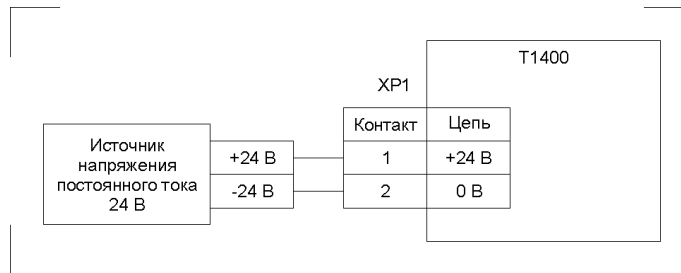 T1400
XP1
Контакт Цепь
Источник
напряжения
постоянного тока
24 В
+24 В 1 +24 В
-24 В 2 0 В